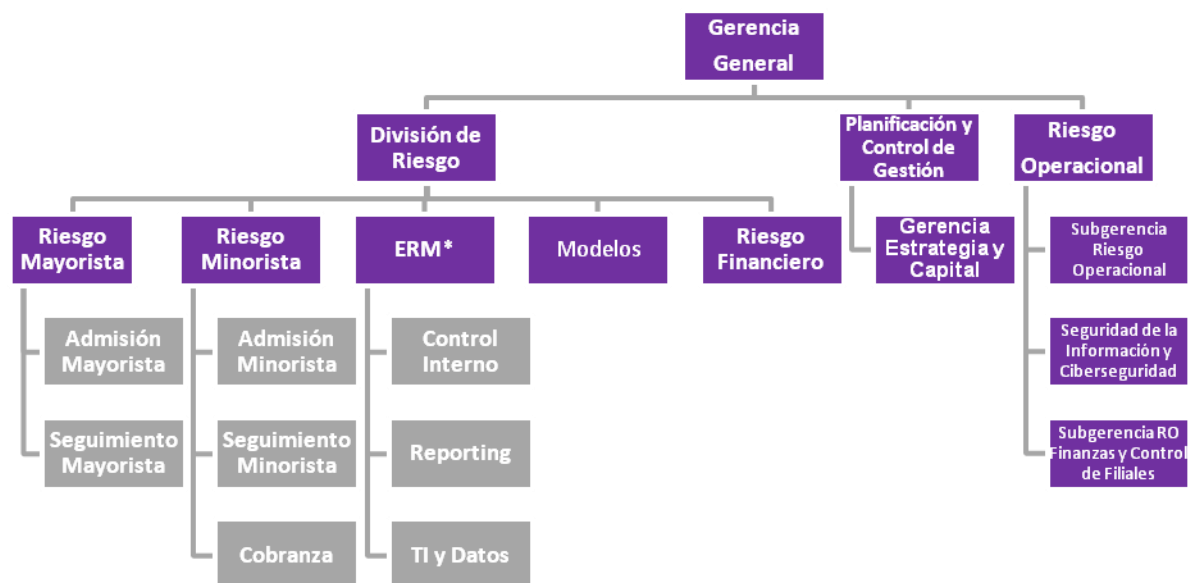 Gerencia
General
División de
Riesgo
Planificación y
Control de
Gestión
Riesgo
Operacional
Riesgo
Mayorista
Riesgo
Minorista
ERM*
Modelos
Riesgo
Financiero
Gerencia
Estrategia y
Capital
Subgerencia
Riesgo
Operacional
Admisión
Mayorista
Admisión
Minorista
Control
Interno
Seguridad de la
Información y
Ciberseguridad
Seguimiento
Mayorista
Seguimiento
Minorista
Reporting
Subgerencia RO
Finanzas y Control
de Filiales
Cobranza
TI y Datos